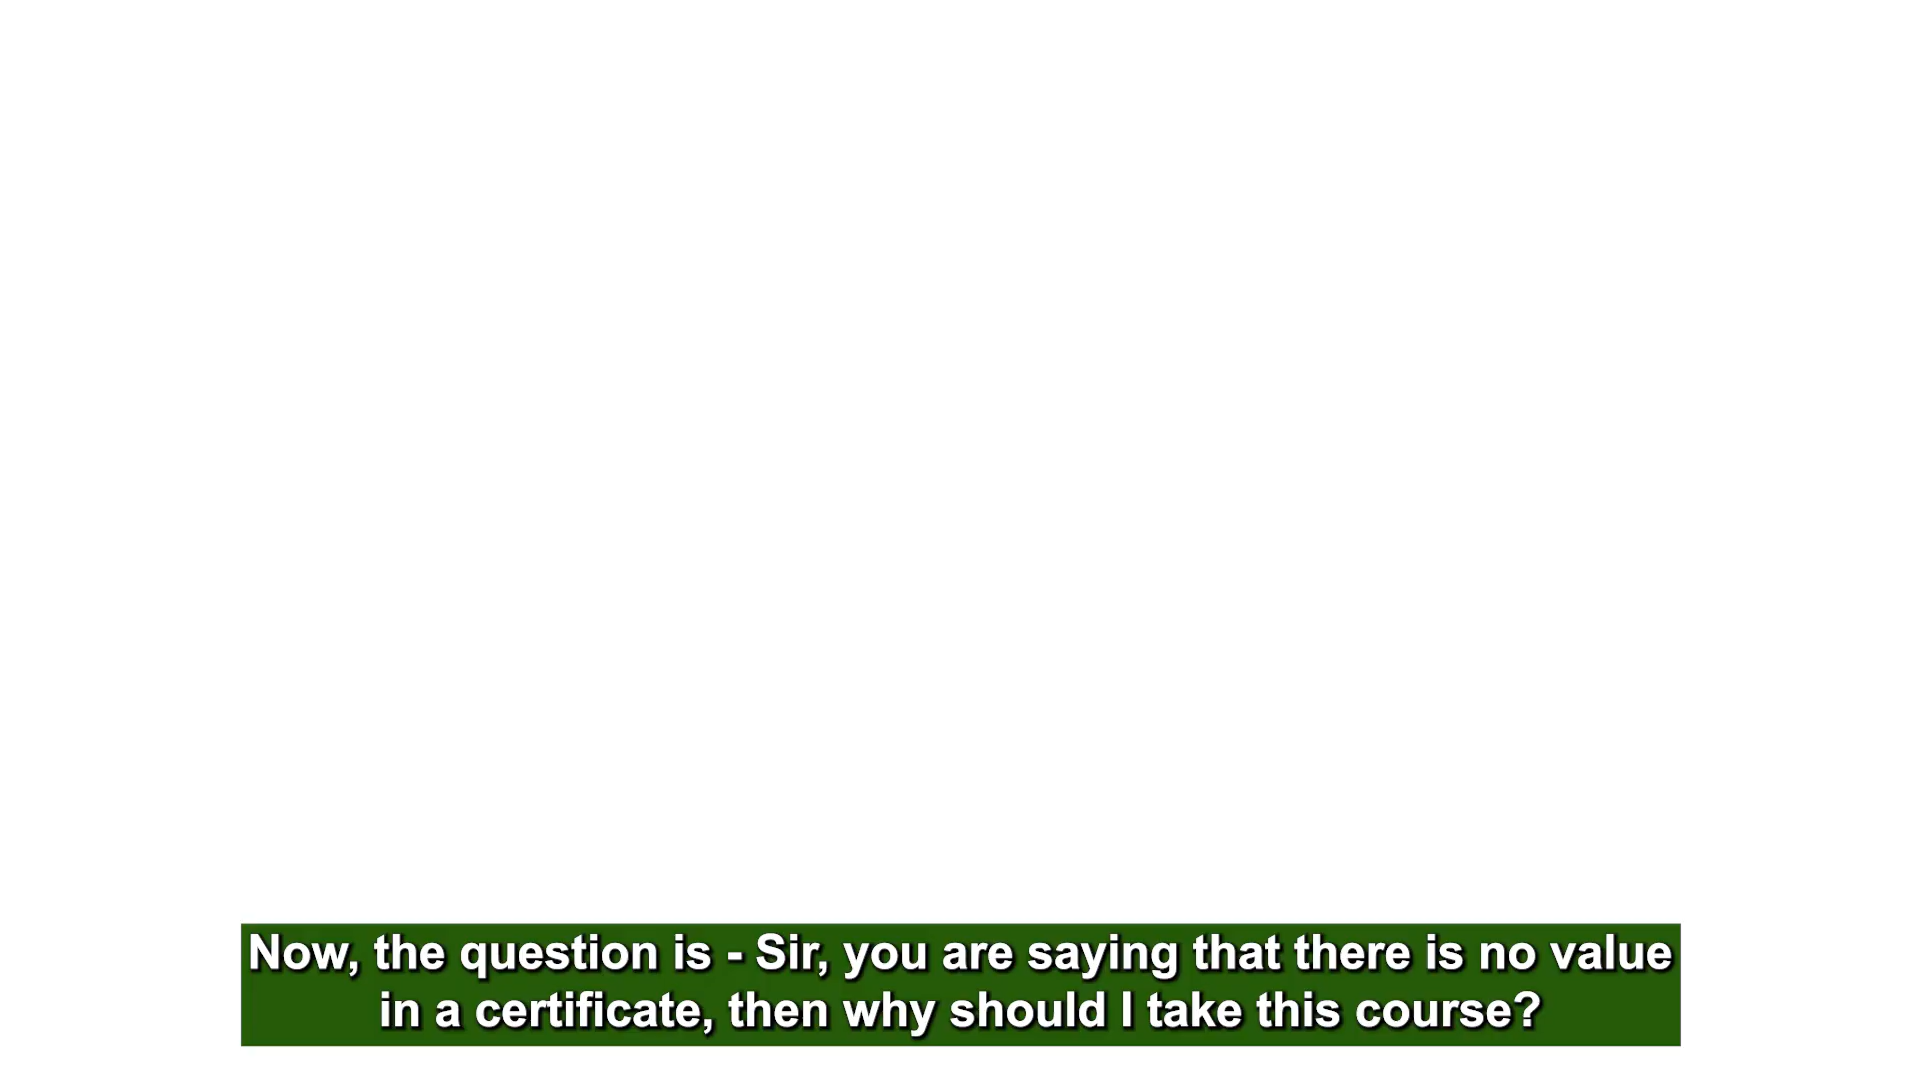 Now, the question is - Sir, you are saying that there is no value
in a certificate, then why should I take this course?